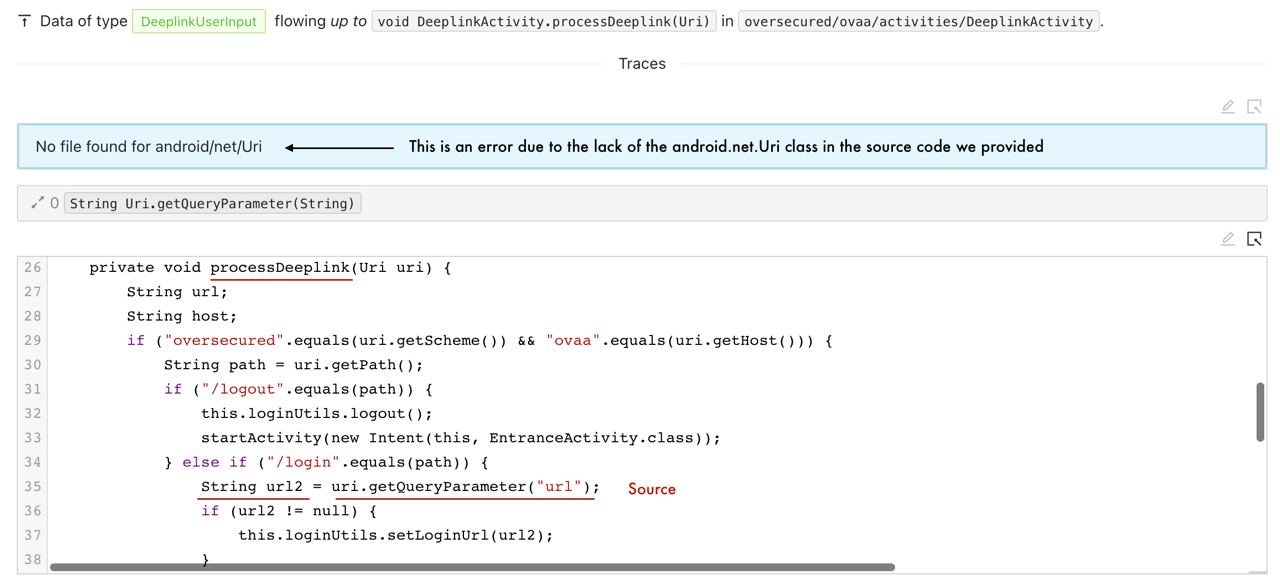 Data of type DeeplinkUserInput flowing up to void DeeplinkActivity.processDeeplink(Uri) in oversecured/ovaa/activities/DeeplinkActivity.
Traces
No file found for android/net/Uri This is an error due to the lack of the android.net.Uri class in the source code we provided
0 String Uri.getQueryParameter(String)
26 private void processDeeplink(Uri uri) {
27 String url;
28 String host;
29 if ("oversecured".equals(uri.getScheme()) && "ovaa".equals(uri.getHost())) {
30 String path = uri.getPath();
31 if ("/logout".equals(path)) {
32 this.loginUtils.logout();
33 startActivity(new Intent(this, EntranceActivity.class));
34 } else if ("/login".equals(path)) {
35 String url2 = uri.getQueryParameter("url"); Source
36 if (url2 != null) {
37 this.loginUtils.setLoginUrl(url2);
38 }